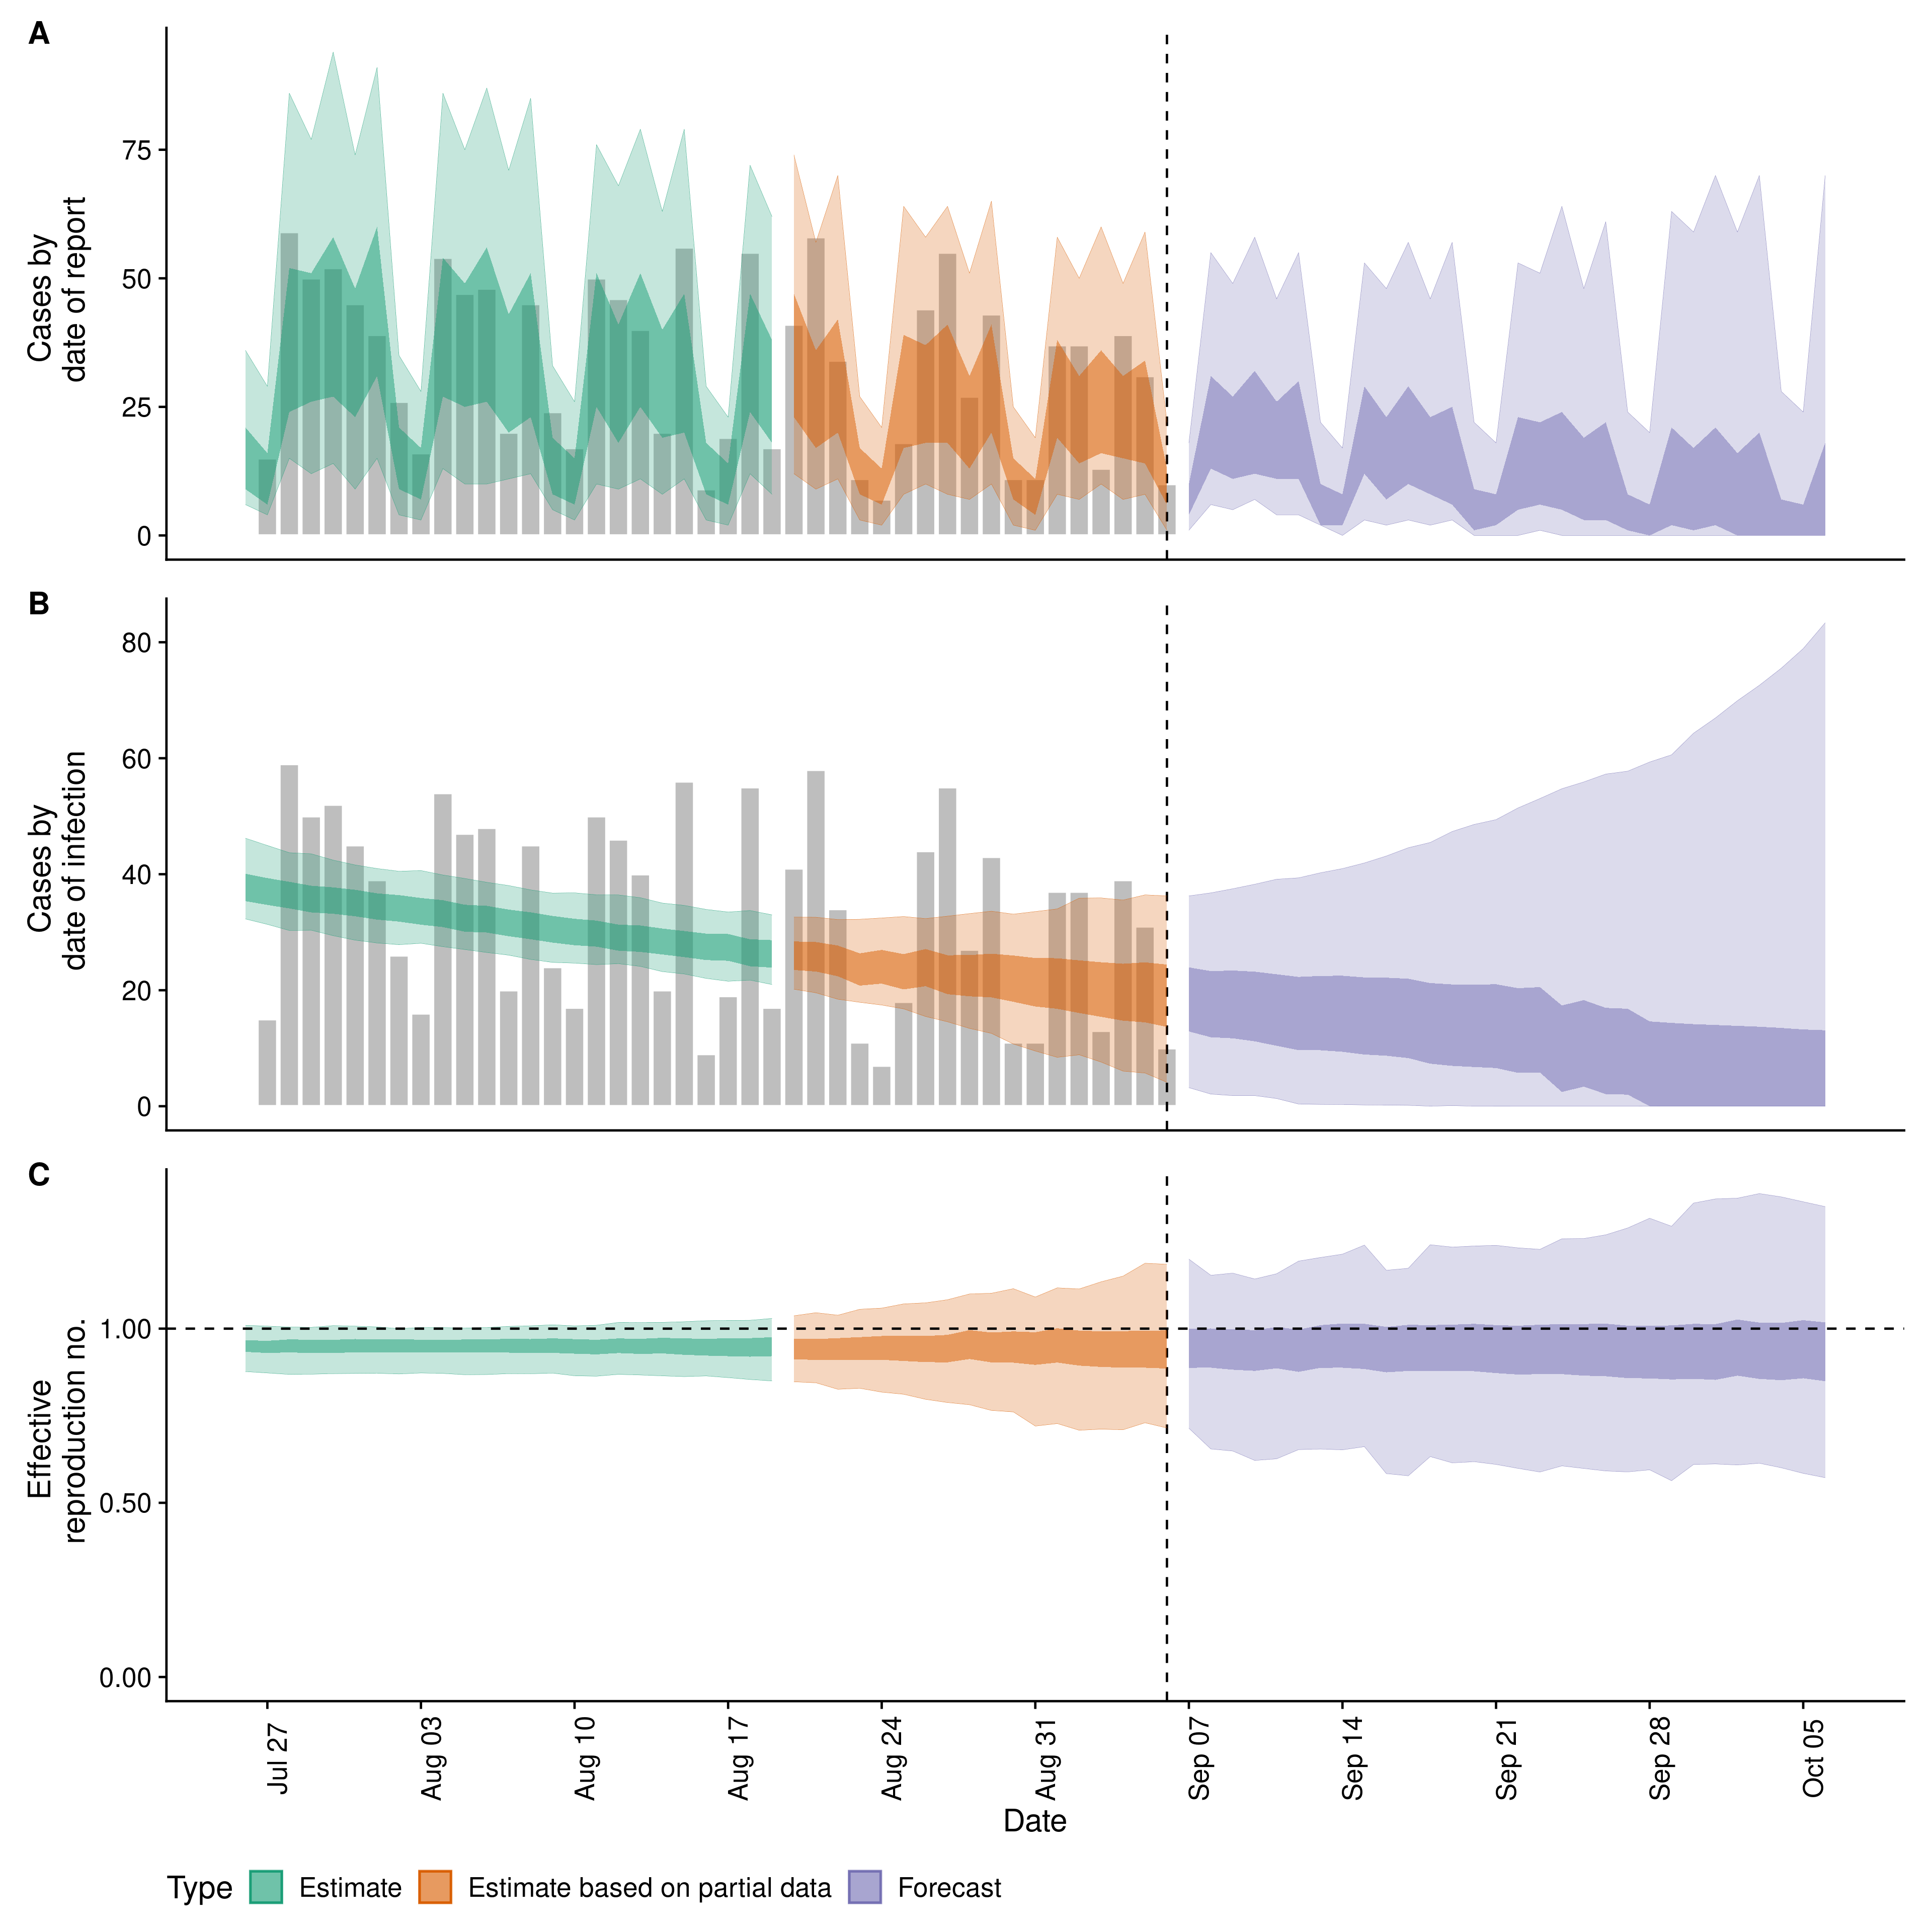 A
Cases by
date of report
75
50
25
0
B
Cases by
date of infection
80
60
40
20
0
C
Effective
reproduction no.
1.00
0.50
0.00
Jul 27
Aug 03
Aug 10
Aug 17
Aug 24
Aug 31
Sep 07
Sep 14
Sep 21
Sep 28
Oct 05
Date
Type Estimate Estimate based on partial data Forecast